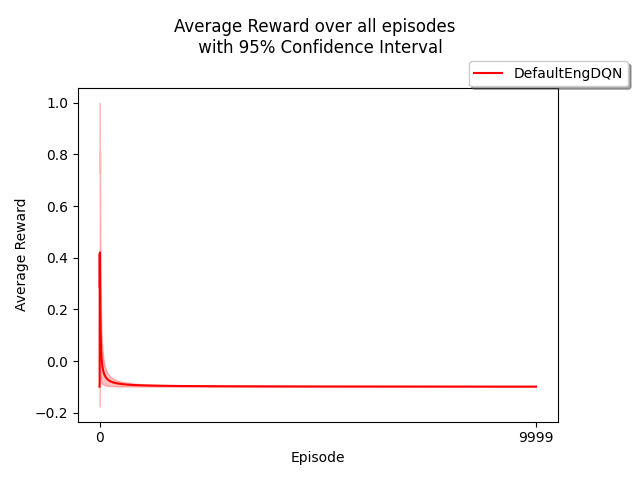 Average Reward over all episodes
with 95% Confidence Interval
DefaultEngDQN
1.0
0.8
0.6
0.4
0.2
0.0
−0.2
Average Reward
0
9999
Episode